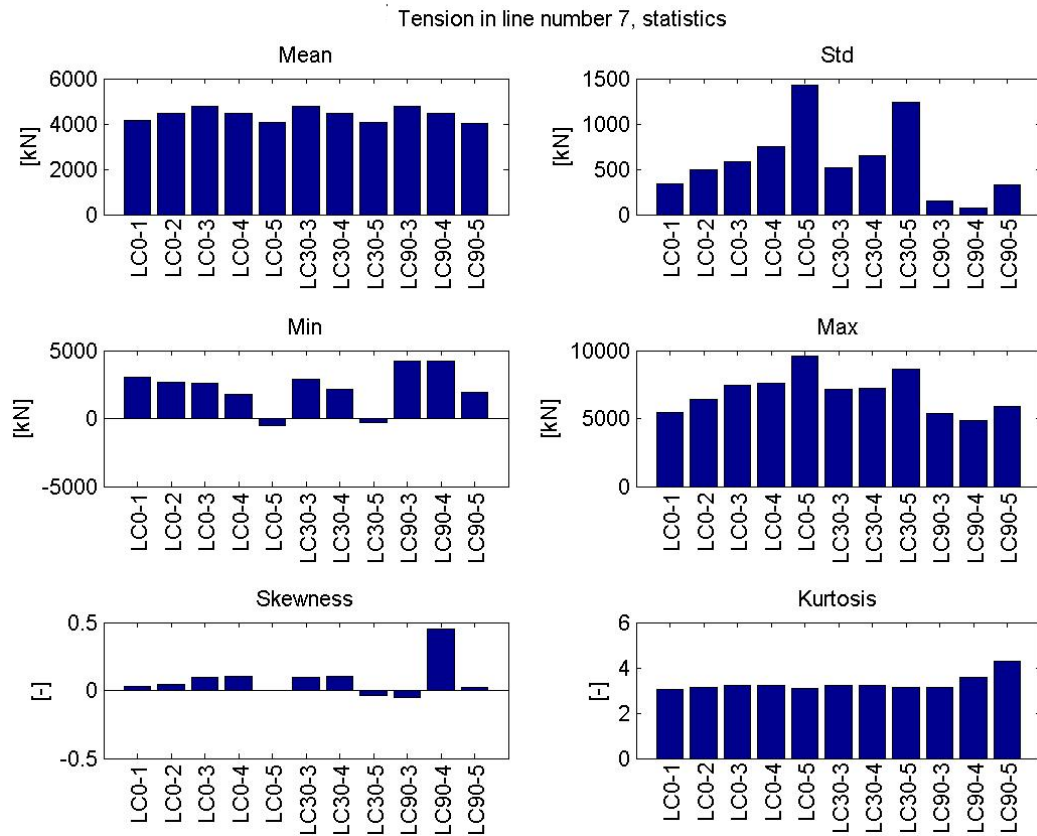 Tension in line number 7, statistics
Mean
6000
4000
2000
0
[kN]
LC0-1
LC0-2
LC0-3
LC0-4
LC0-5
LC30-3
LC30-4
LC30-5
LC90-3
LC90-4
LC90-5
Std
1500
1000
500
0
[kN]
LC0-1
LC0-2
LC0-3
LC0-4
LC0-5
LC30-3
LC30-4
LC30-5
LC90-3
LC90-4
LC90-5
Min
5000
0
-5000
[kN]
LC0-1
LC0-2
LC0-3
LC0-4
LC0-5
LC30-3
LC30-4
LC30-5
LC90-3
LC90-4
LC90-5
Max
10000
5000
0
[kN]
LC0-1
LC0-2
LC0-3
LC0-4
LC0-5
LC30-3
LC30-4
LC30-5
LC90-3
LC90-4
LC90-5
Skewness
0.5
0
-0.5
[-]
LC0-1
LC0-2
LC0-3
LC0-4
LC0-5
LC30-3
LC30-4
LC30-5
LC90-3
LC90-4
LC90-5
Kurtosis
6
4
2
0
[-]
LC0-1
LC0-2
LC0-3
LC0-4
LC0-5
LC30-3
LC30-4
LC30-5
LC90-3
LC90-4
LC90-5